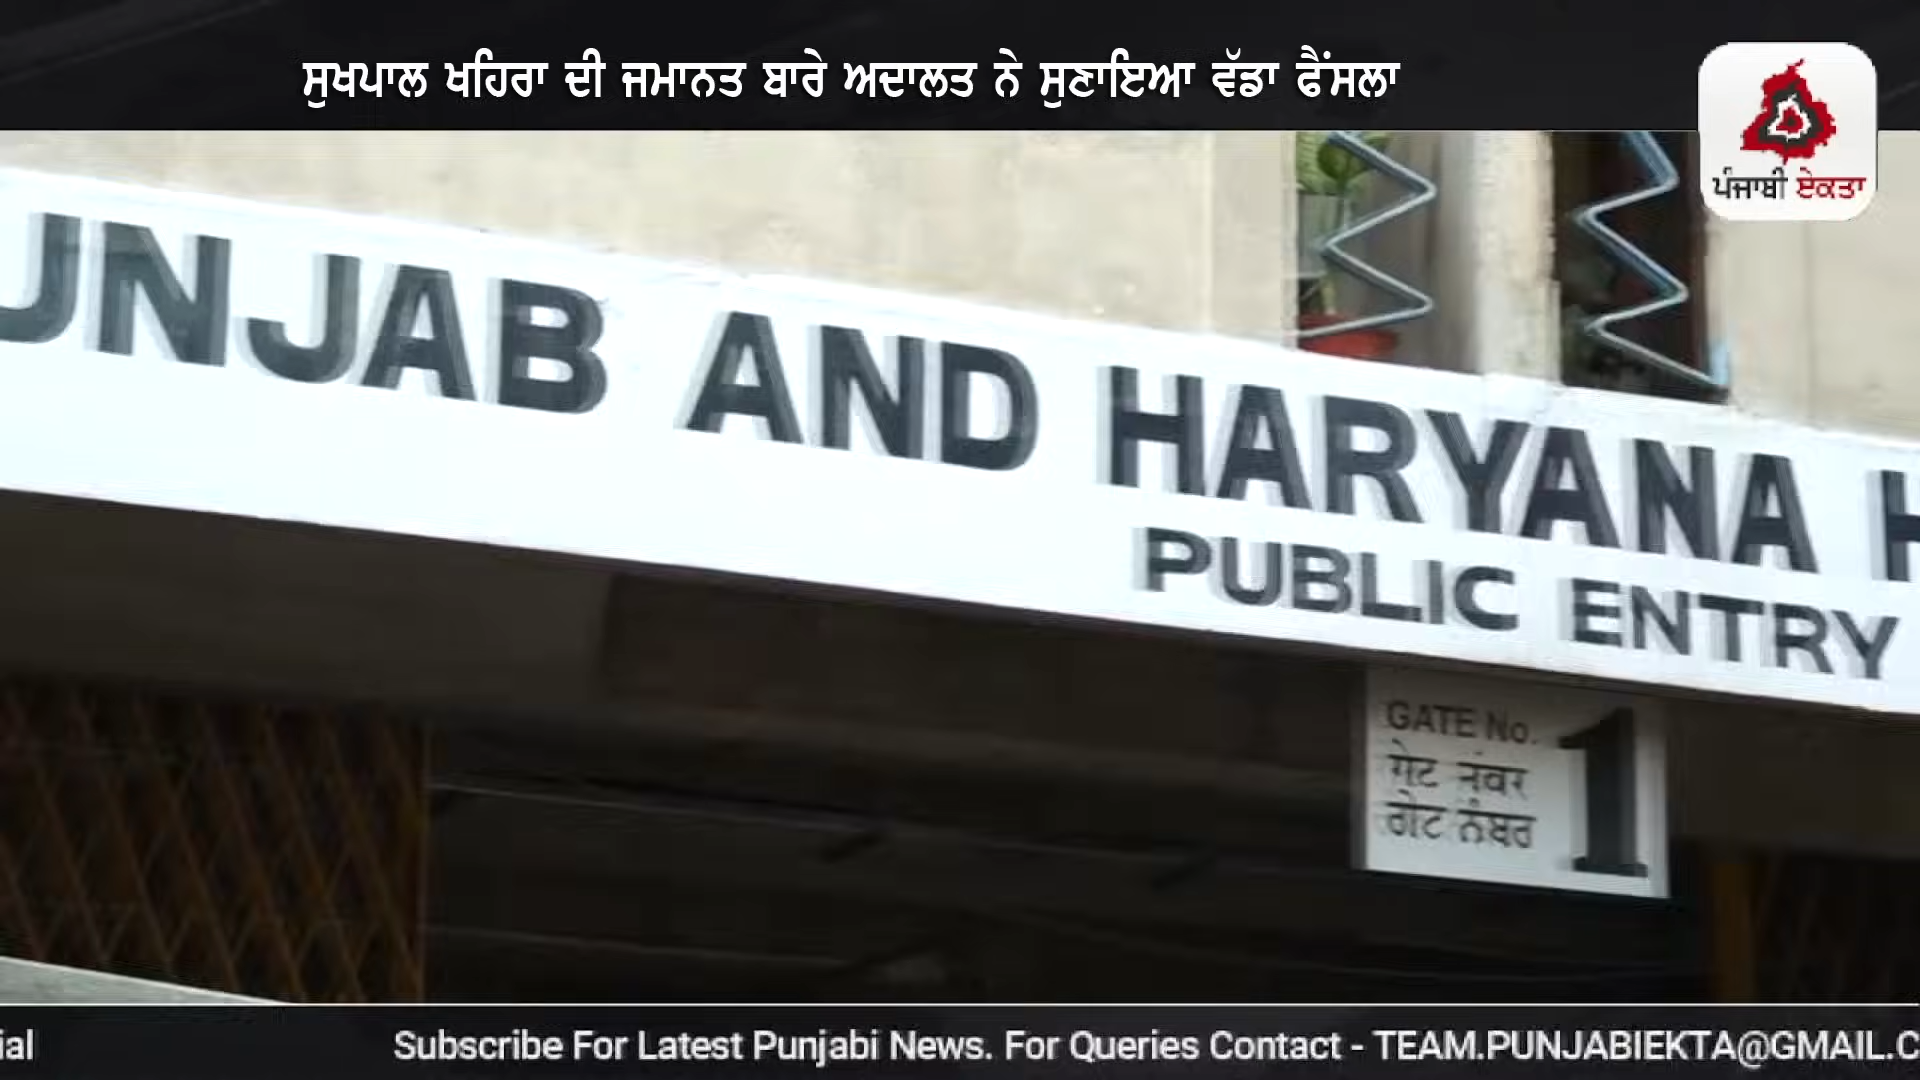 ਸੁਖਪਾਲ ਖਹਿਰਾ ਦੀ ਜਮਾਨਤ ਬਾਰੇ ਅਦਾਲਤ ਨੇ ਸੁਣਾਇਆ ਵੱਡਾ ਫੈਂਸਲਾ
ਪੰਜਾਬੀ ਏਕਤਾ
UNJAB AND HARYANA H
PUBLIC ENTRY
GATE No. 1
गेट नंबर
ਗੇਟ ਨੰਬਰ
ial Subscribe For Latest Punjabi News. For Queries Contact - TEAM.PUNJABIEKTA@GMAIL.C